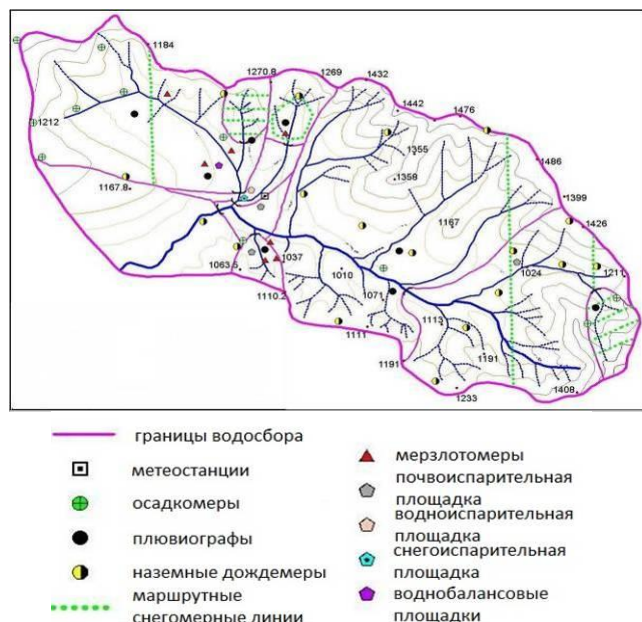 1184
1270.8
1269
1432
1442
1476
1212
1355
1486
1358
1399
1167.8
1167
1426
1063.5
1037
1010
1024
1211
1110.2
1071
1113
1111
1191
1191
1233
1408
границы водосбора
метеостанции
осадкомеры
плювиографы
наземные дождемеры
маршрутные
снегомерные линии
мерзлотомеры
почвоиспарительная
площадка
водноиспарительная
площадка
снегоиспарительная
площадка
воднобалансовые
площадки